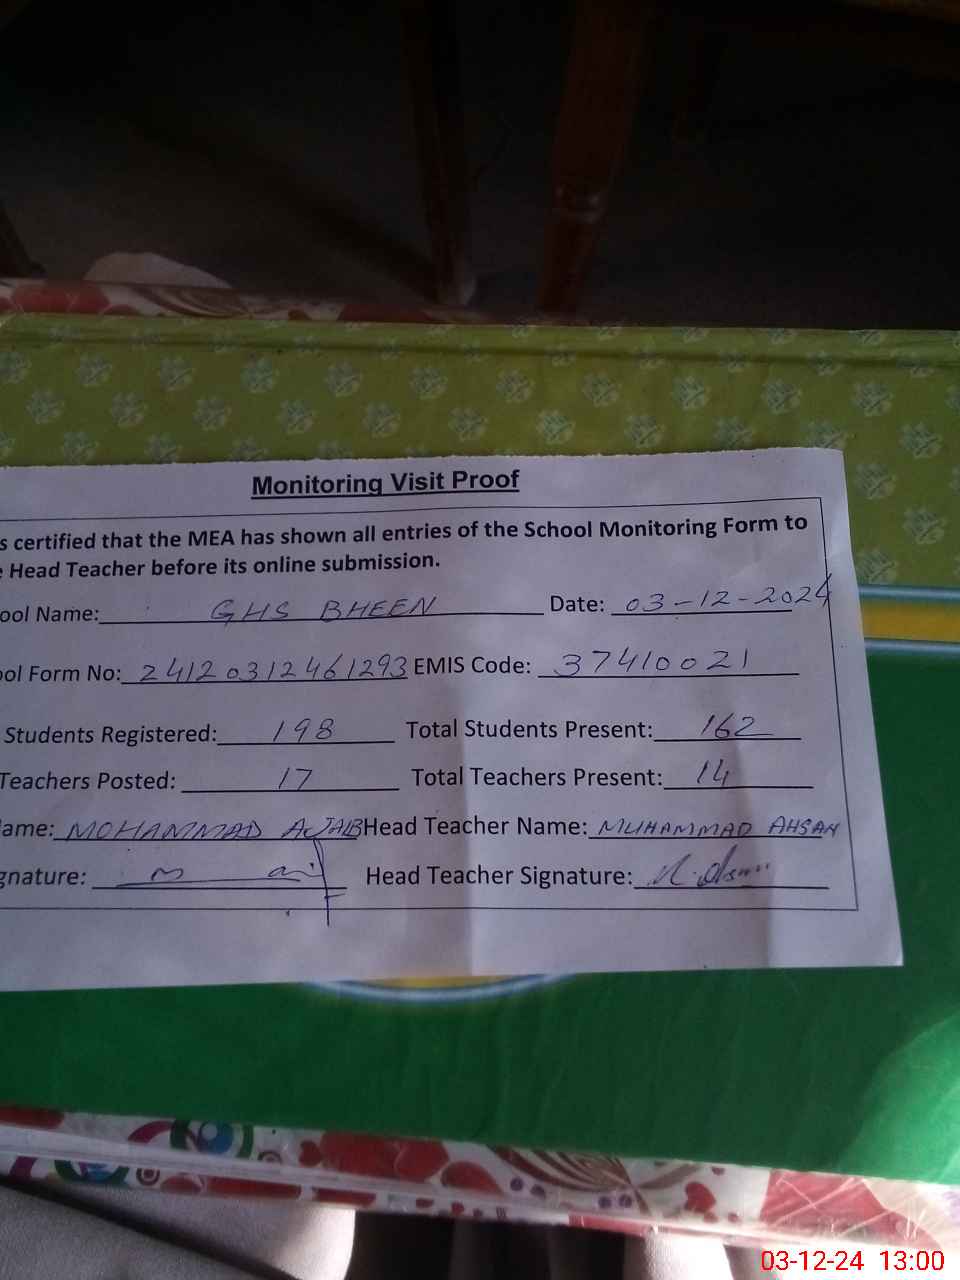 Monitoring Visit Proof
s certified that the MEA has shown all entries of the School Monitoring Form to
e Head Teacher before its online submission.
ool Name: GHS BHEEN Date: 03-12-2024
ol Form No: 24120312461293 EMIS Code: 37410021
Students Registered: 198 Total Students Present: 162
Teachers Posted: 17 Total Teachers Present: 14
ame: MOHAMMAD AJAIB Head Teacher Name: MUHAMMAD AHSAN
gnature: Head Teacher Signature:
03-12-24 13:00